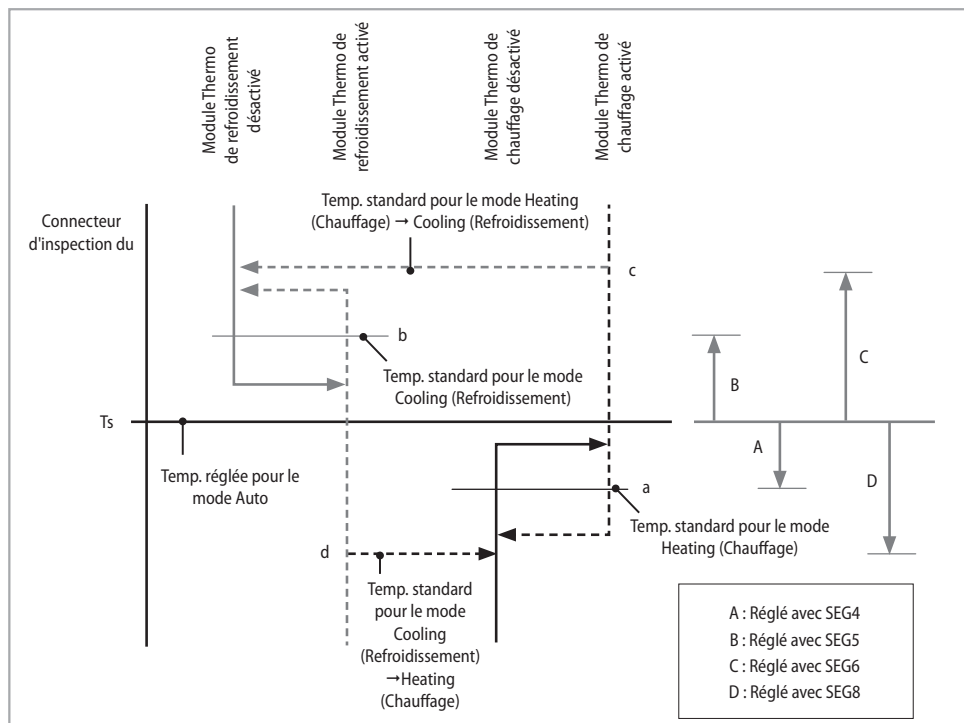 Module Thermo
de refroidissement
désactivé
Module Thermo de
refroidissement activé
Module Thermo de
chauffage désactivé
Module Thermo de
chauffage activé
Temp. standard pour le mode Heating
(Chauffage) → Cooling (Refroidissement)
Connecteur
d'inspection du
c
b
Temp. standard pour le mode
Cooling (Refroidissement)
B
C
Ts
A
Temp. réglée pour le
mode Auto
D
a
Temp. standard pour le mode
Heating (Chauffage)
d
Temp. standard
pour le mode
Cooling
(Refroidissement)
→Heating
(Chauffage)
A : Réglé avec SEG4
B : Réglé avec SEG5
C : Réglé avec SEG6
D : Réglé avec SEG8